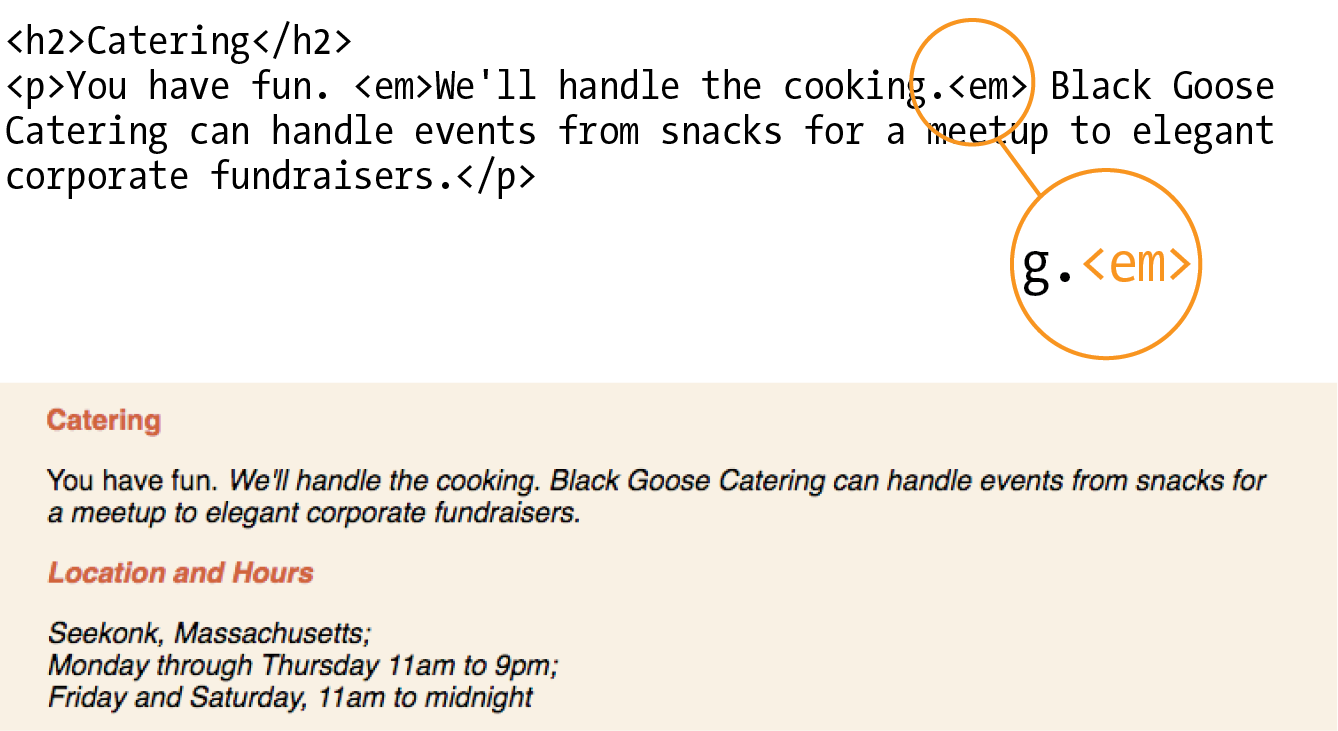 <h2>Catering</h2>
<p>You have fun. <em>We'll handle the cooking.<em> Black Goose
Catering can handle events from snacks for a meetup to elegant
corporate fundraisers.</p>
g.<em>
Catering
You have fun. We'll handle the cooking. Black Goose Catering can handle events from snacks for
a meetup to elegant corporate fundraisers.
Location and Hours
Seekonk, Massachusetts;
Monday through Thursday 11am to 9pm;
Friday and Saturday, 11am to midnight